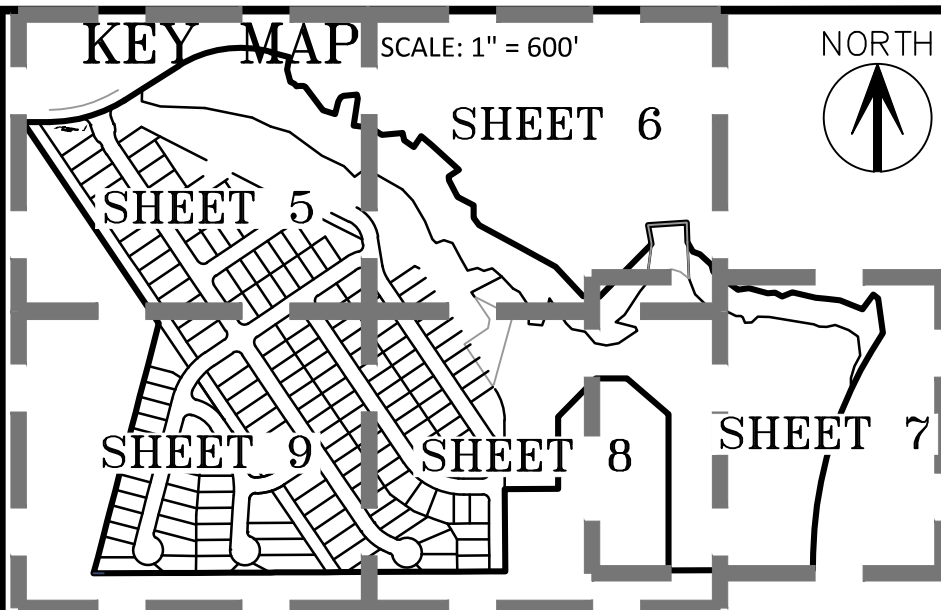 KEY MAP
SCALE: 1" = 600'
NORTH
SHEET 6
SHEET 5
SHEET 7
SHEET 9
SHEET 8